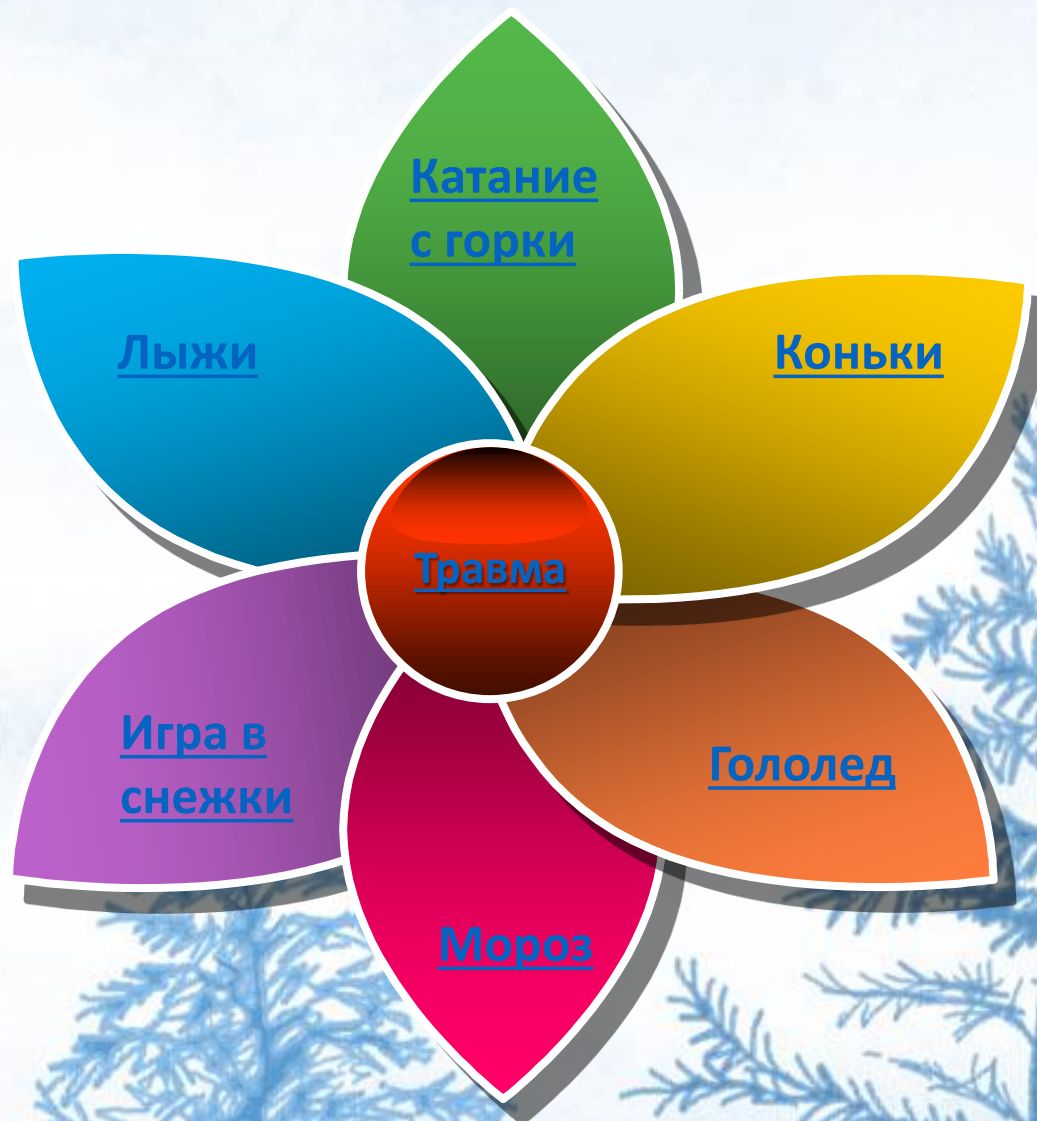 Катание
с горки
Лыжи
Коньки
Травма
Игра в
снежки
Гололед
Мороз